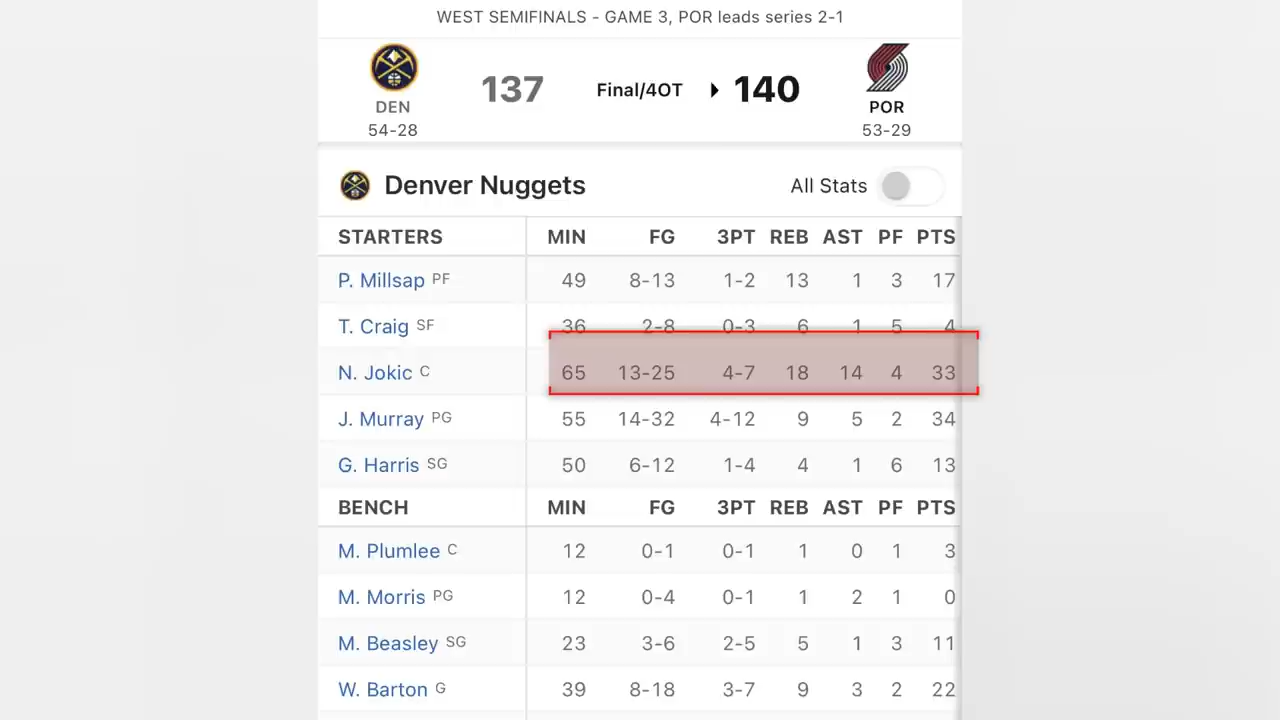 WEST SEMIFINALS - GAME 3, POR leads series 2-1
137 Final/4OT 140
DEN POR
54-28 53-29
Denver Nuggets All Stats
STARTERS MIN FG 3PT REB AST PF PTS
P. Millsap PF 49 8-13 1-2 13 1 3 17
T. Craig SF 36 2-8 0-3 6 1 5 4
N. Jokic C 65 13-25 4-7 18 14 4 33
J. Murray PG 55 14-32 4-12 9 5 2 34
G. Harris SG 50 6-12 1-4 4 1 6 13
BENCH MIN FG 3PT REB AST PF PTS
M. Plumlee C 12 0-1 0-1 1 0 1 3
M. Morris PG 12 0-4 0-1 1 2 1 0
M. Beasley SG 23 3-6 2-5 5 1 3 11
W. Barton G 39 8-18 3-7 9 3 2 22